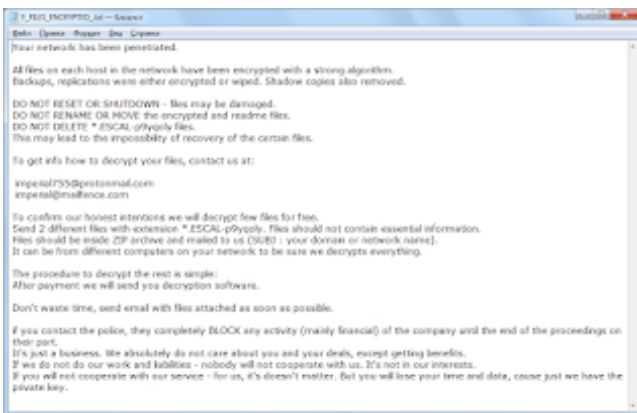 !_FILES_ENCRYPTED_.txt — Блокнот
Файл Правка Формат Вид Справка
Your network has been penetrated.
All files on each host in the network have been encrypted with a strong algorithm.
Backups, replications were either encrypted or wiped. Shadow copies also removed.
DO NOT RESET OR SHUTDOWN - files may be damaged.
DO NOT RENAME OR MOVE the encrypted and readme files.
DO NOT DELETE *.ESCAL-p9yqoly files.
This may lead to the impossibility of recovery of the certain files.
To get info how to decrypt your files, contact us at:
imperial755@protonmail.com
imperial@mailfence.com
To confirm our honest intentions we will decrypt few files for free.
Send 2 different files with extension *.ESCAL-p9yqoly. Files should not contain essential information.
Files should be inside ZIP archive and mailed to us (SUBJ : your domain or network name).
It can be from different computers on your network to be sure we decrypts everything.
The procedure to decrypt the rest is simple:
After payment we will send you decryption software.
Don't waste time, send email with files attached as soon as possible.
if you contact the police, they completely BLOCK any activity (mainly financial) of the company until the end of the proceedings on
their part.
It's just a business. We absolutely do not care about you and your deals, except getting benefits.
If we do not do our work and liabilities - nobody will not cooperate with us. It's not in our interests.
If you will not cooperate with our service - for us, it's doesn't matter. But you will lose your time and data, cause just we have the
private key.